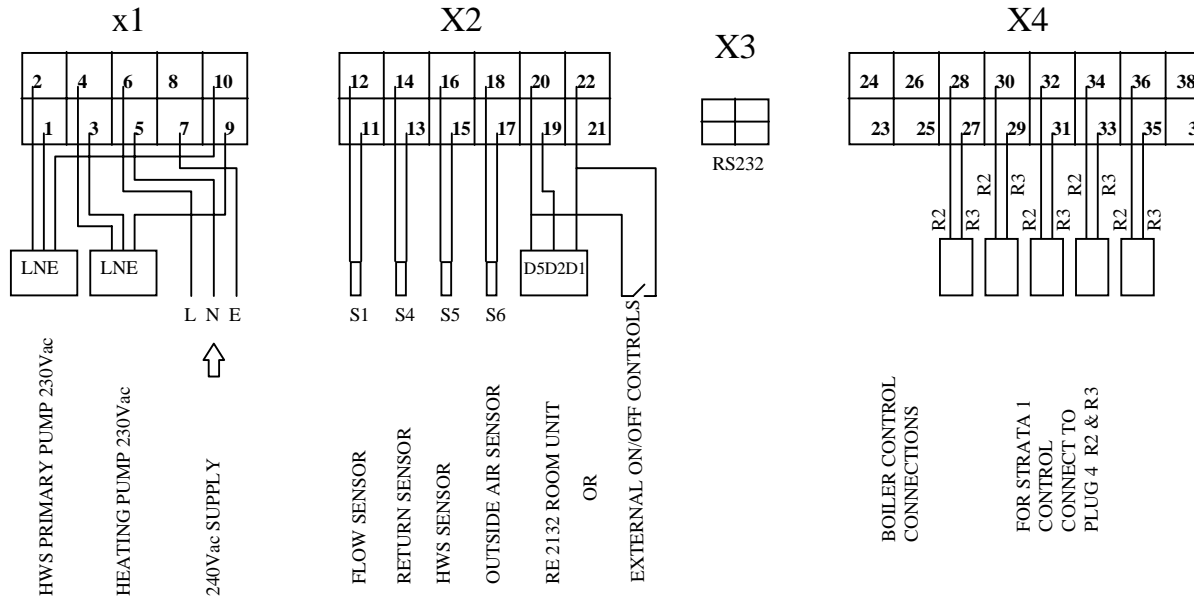 x1
X2
X3
X4
2 4 6 8 10
1 3 5 7 9
12 14 16 18 20 22
11 13 15 17 19 21
RS232
24 26 28 30 32 34 36 38
23 25 27 29 31 33 35 3
R2 R3 R2 R3
R2 R3 R2 R3 R2 R3
LNE
LNE
D5D2D1
L N E
S1 S4 S5 S6
HWS PRIMARY PUMP 230Vac
HEATING PUMP 230Vac
240Vac SUPPLY
FLOW SENSOR
RETURN SENSOR
HWS SENSOR
OUTSIDE AIR SENSOR
RE 2132 ROOM UNIT
OR
EXTERNAL ON/OFF CONTROLS
BOILER CONTROL
CONNECTIONS
FOR STRATA 1
CONTROL
CONNECT TO
PLUG 4 R2 & R3